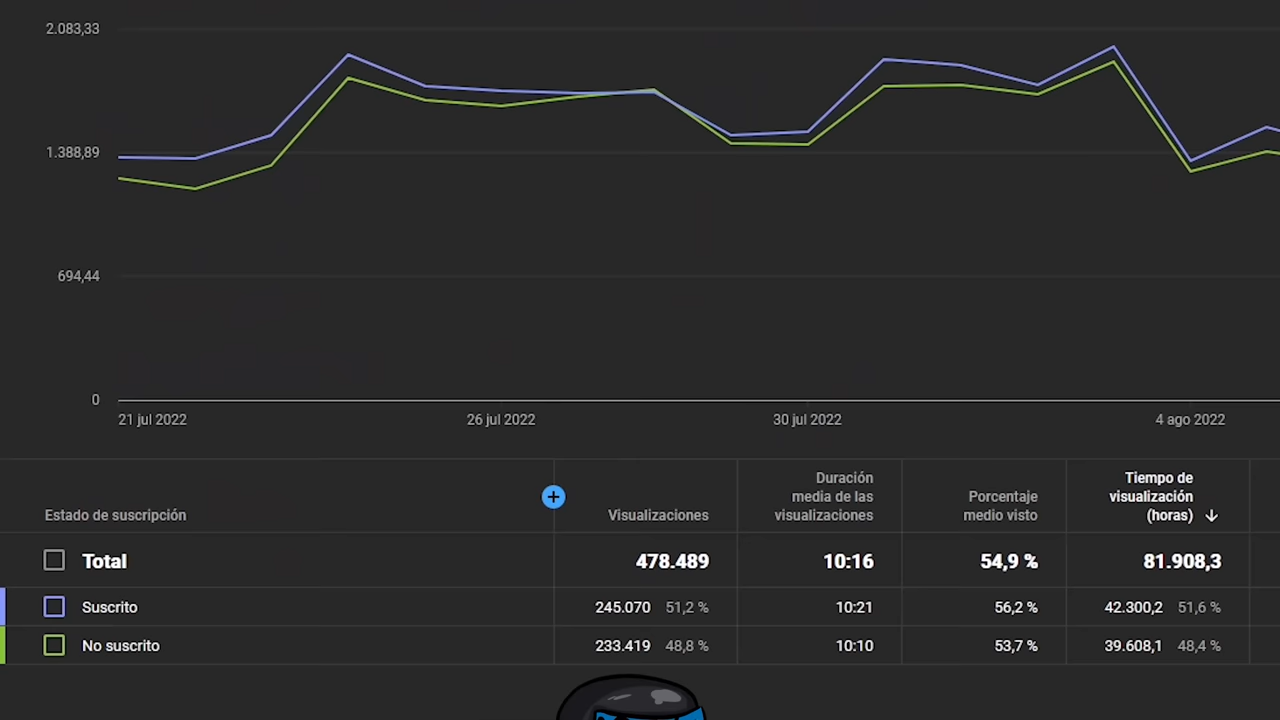 2.083,33
1.388,89
694,44
0
21 jul 2022
26 jul 2022
30 jul 2022
4 ago 2022
Estado de suscripción
Visualizaciones
Duración
media de las
visualizaciones
Porcentaje
medio visto
Tiempo de
visualización
(horas)
Total 478.489 10:16 54,9 % 81.908,3
Suscrito 245.070 51,2 % 10:21 56,2 % 42.300,2 51,6 %
No suscrito 233.419 48,8 % 10:10 53,7 % 39.608,1 48,4 %